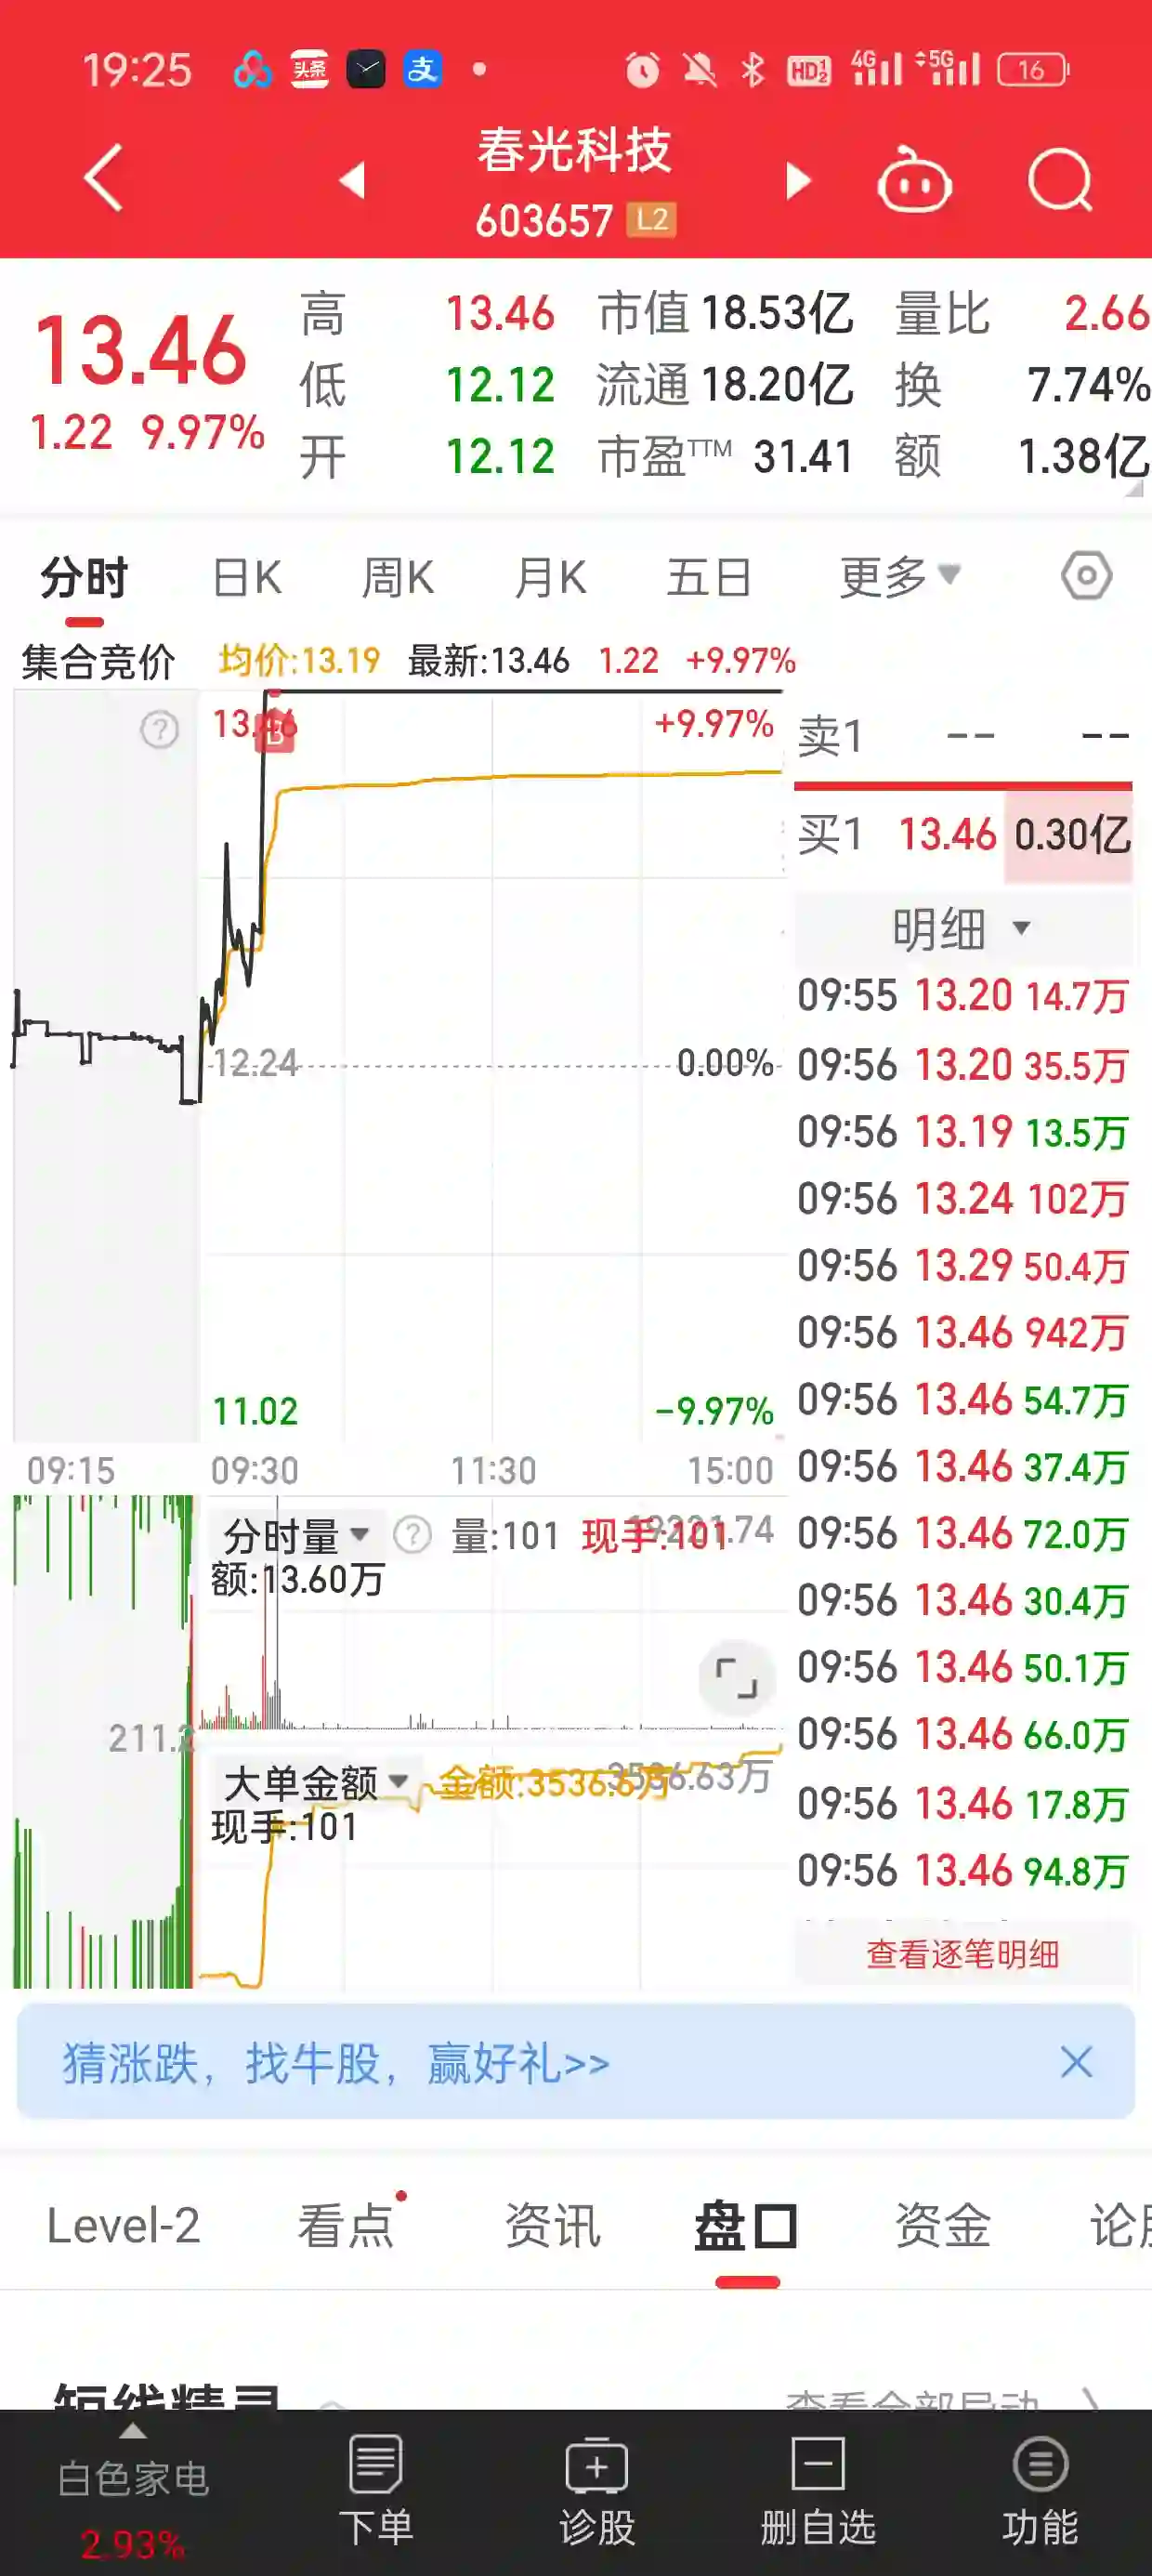 19:25 头条 支 HD 1 2 4G 5G 16
春光科技
603657 L2
13.46
1.22 9.97%
高 13.46 市值 18.53亿 量比 2.66
低 12.12 流通 18.20亿 换 7.74%
开 12.12 市盈TTM 31.41 额 1.38亿
分时 日K 周K 月K 五日 更多
集合竞价 均价:13.19 最新:13.46 1.22 +9.97%
13.46 B +9.97%
12.24 0.00%
11.02 -9.97%
09:15 09:30 11:30 15:00
分时量 ? 量:101 现手:101
额:13.60万
大单金额 金额:3536.6万 3536.63万
现手:101
卖1 -- --
买1 13.46 0.30亿
明细
09:55 13.20 14.7万
09:56 13.20 35.5万
09:56 13.19 13.5万
09:56 13.24 102万
09:56 13.29 50.4万
09:56 13.46 942万
09:56 13.46 54.7万
09:56 13.46 37.4万
09:56 13.46 72.0万
09:56 13.46 30.4万
09:56 13.46 50.1万
09:56 13.46 66.0万
09:56 13.46 17.8万
09:56 13.46 94.8万
查看逐笔明细
猜涨跌，找牛股，赢好礼>>
Level-2 看点 资讯 盘口 资金
短线精灵 查看全部异动
白色家电 下单 诊股 删自选 功能
2.93%